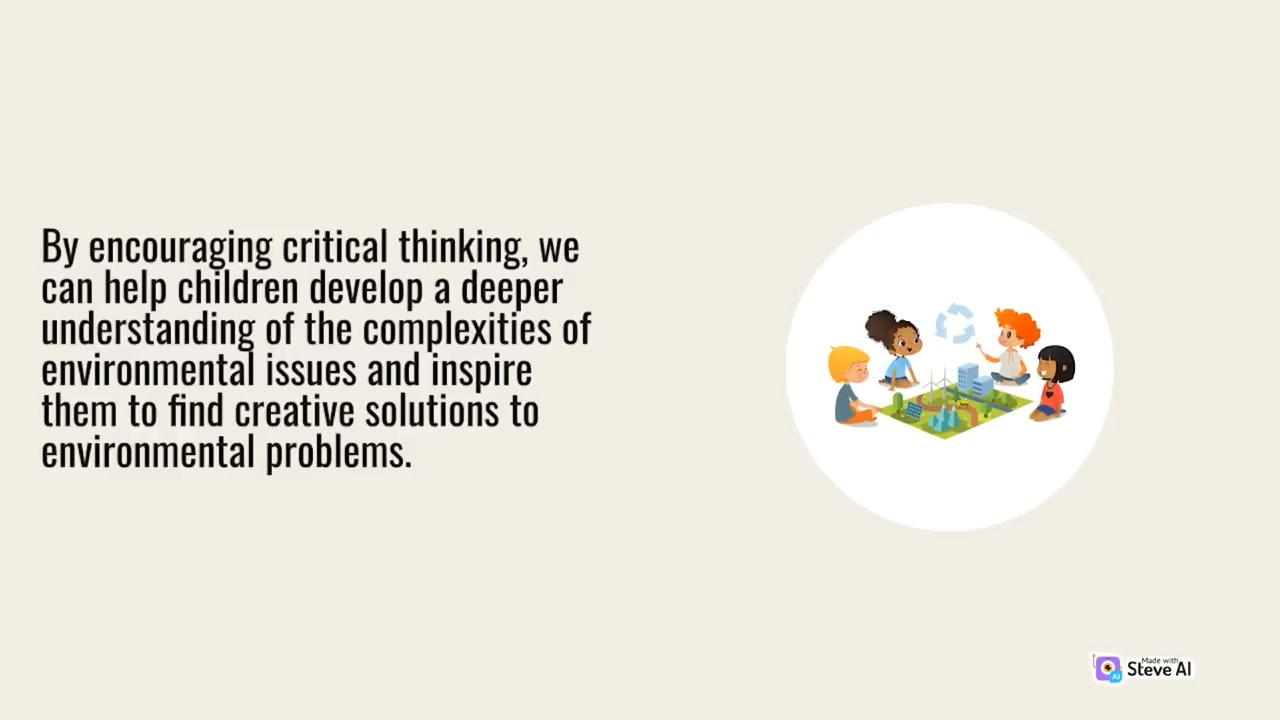 By encouraging critical thinking, we
can help children develop a deeper
understanding of the complexities of
environmental issues and inspire
them to find creative solutions to
environmental problems.
Made with
Steve AI
AI